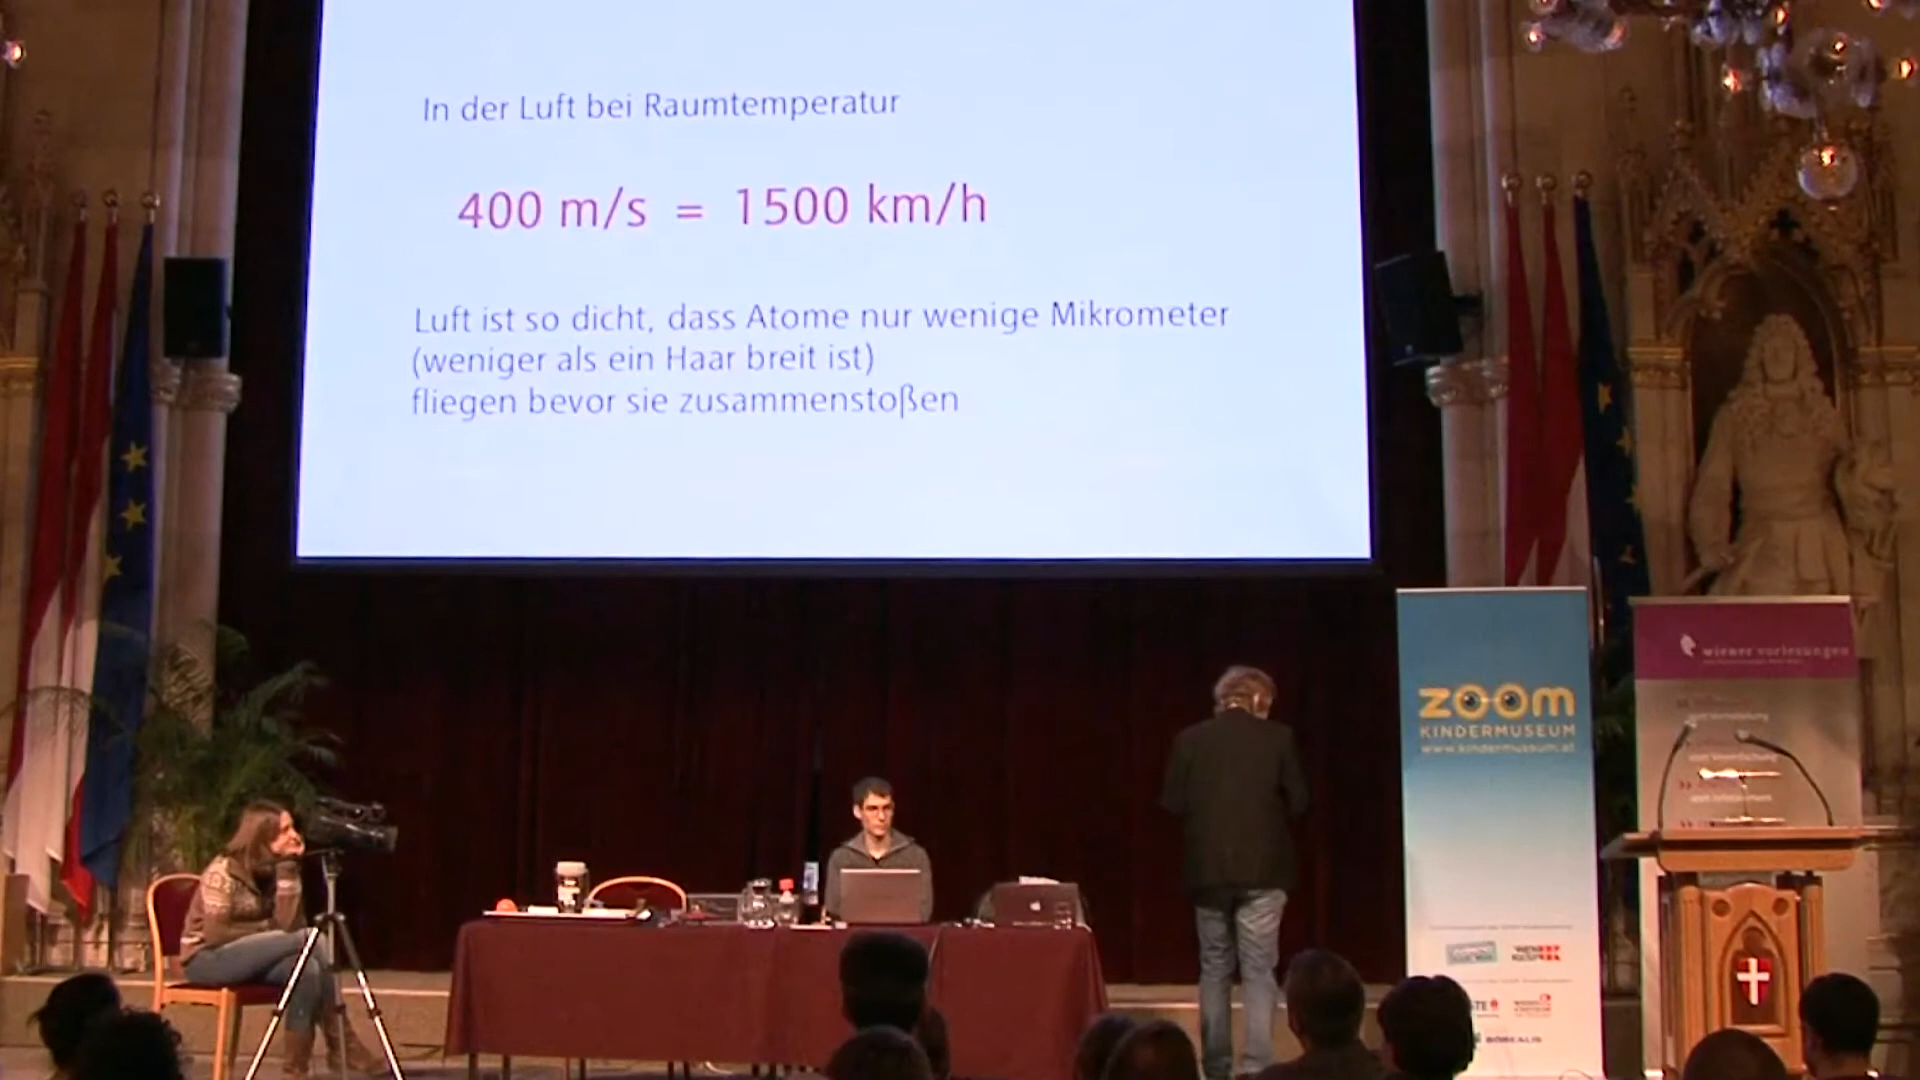 In der Luft bei Raumtemperatur
400 m/s = 1500 km/h
Luft ist so dicht, dass Atome nur wenige Mikrometer
(weniger als ein Haar breit ist)
fliegen bevor sie zusammenstoßen
zoom
KINDERMUSEUM
www.kindermuseum.at
wiener vorlesungen
BOREALIS